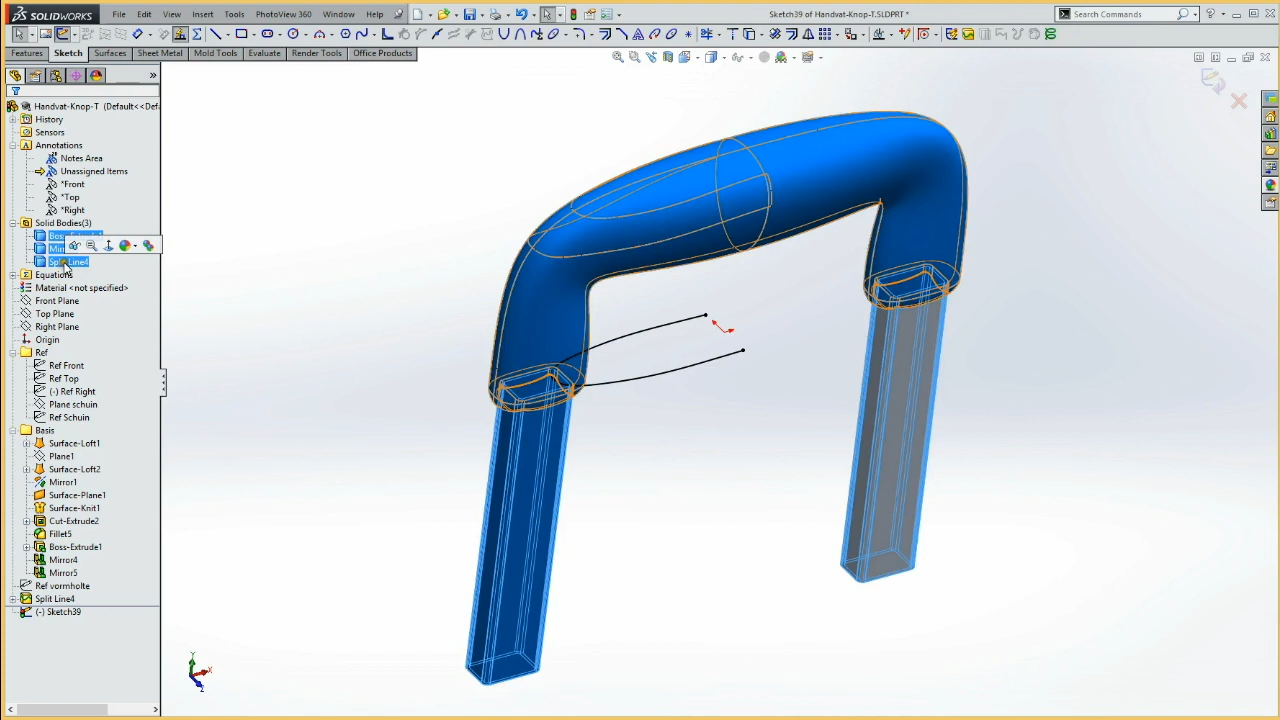 SOLIDWORKS File Edit View Insert Tools PhotoView 360 Window Help Sketch39 of Handvat-Knop-T.SLDPRT * Search Commands
Features Sketch Surfaces Sheet Metal Mold Tools Evaluate Render Tools Office Products
Handvat-Knop-T (Default<<Def
History
Sensors
Annotations
Notes Area
Unassigned Items
*Front
*Top
*Right
Solid Bodies(3)
Split Line4
Equations
Material <not specified>
Front Plane
Top Plane
Right Plane
Origin
Ref
Ref Front
Ref Top
(-) Ref Right
Plane schuin
Ref Schuin
Basis
Surface-Loft1
Plane1
Surface-Loft2
Mirror1
Surface-Plane1
Surface-Knit1
Cut-Extrude2
Fillet5
Boss-Extrude1
Mirror4
Mirror5
Ref vormholte
Split Line4
(-) Sketch39